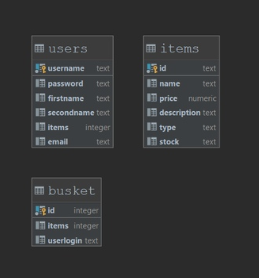 users
username text
password text
firstname text
secondname text
items integer
email text
items
id text
name text
price numeric
description text
type text
stock text
busket
id integer
items integer
userlogin text